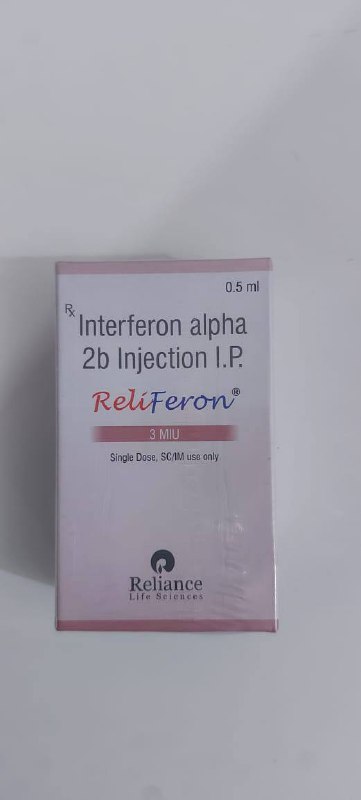 0.5 ml
Rx Interferon alpha
2b Injection I.P.
ReliFeron®
3 MIU
Single Dose, SC/IM use only
Reliance
Life Sciences